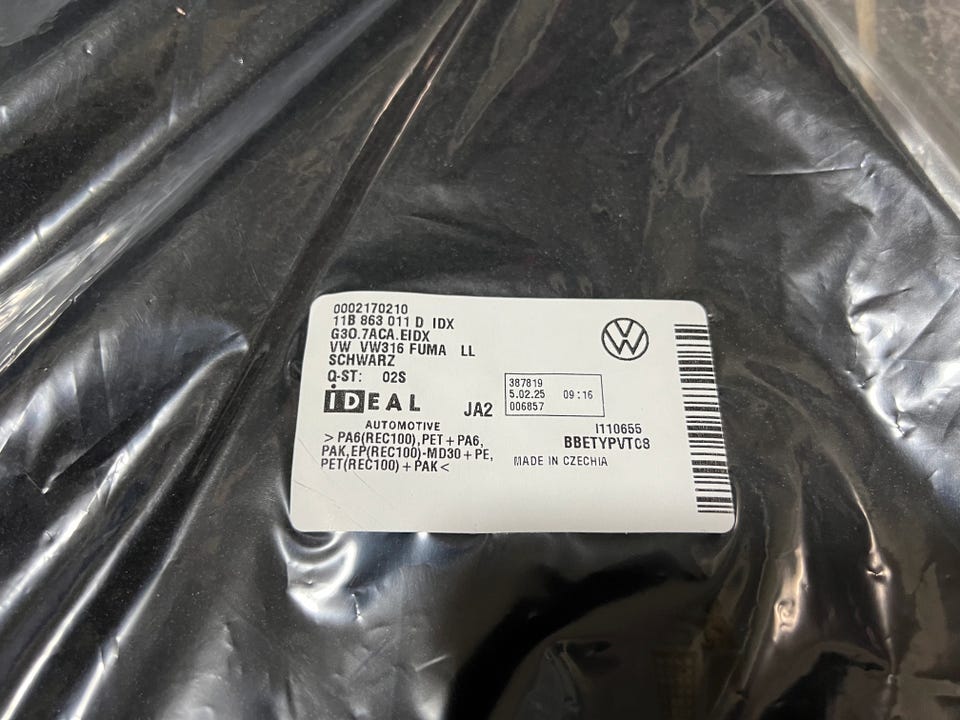 0002170210
11B 863 011 D IDX
G30.7ACA.EIDX
VW VW316 FUMA LL
SCHWARZ
Q-ST: 02S
IDEAL
AUTOMOTIVE
JA2
387819
5.02.25 09:16
006857
I110655
BBETYPVTC8
>PA6(REC100),PET+PA6,
PAK,EP(REC100)-MD30+PE,
PET(REC100)+PAK<
MADE IN CZECHIA
VW